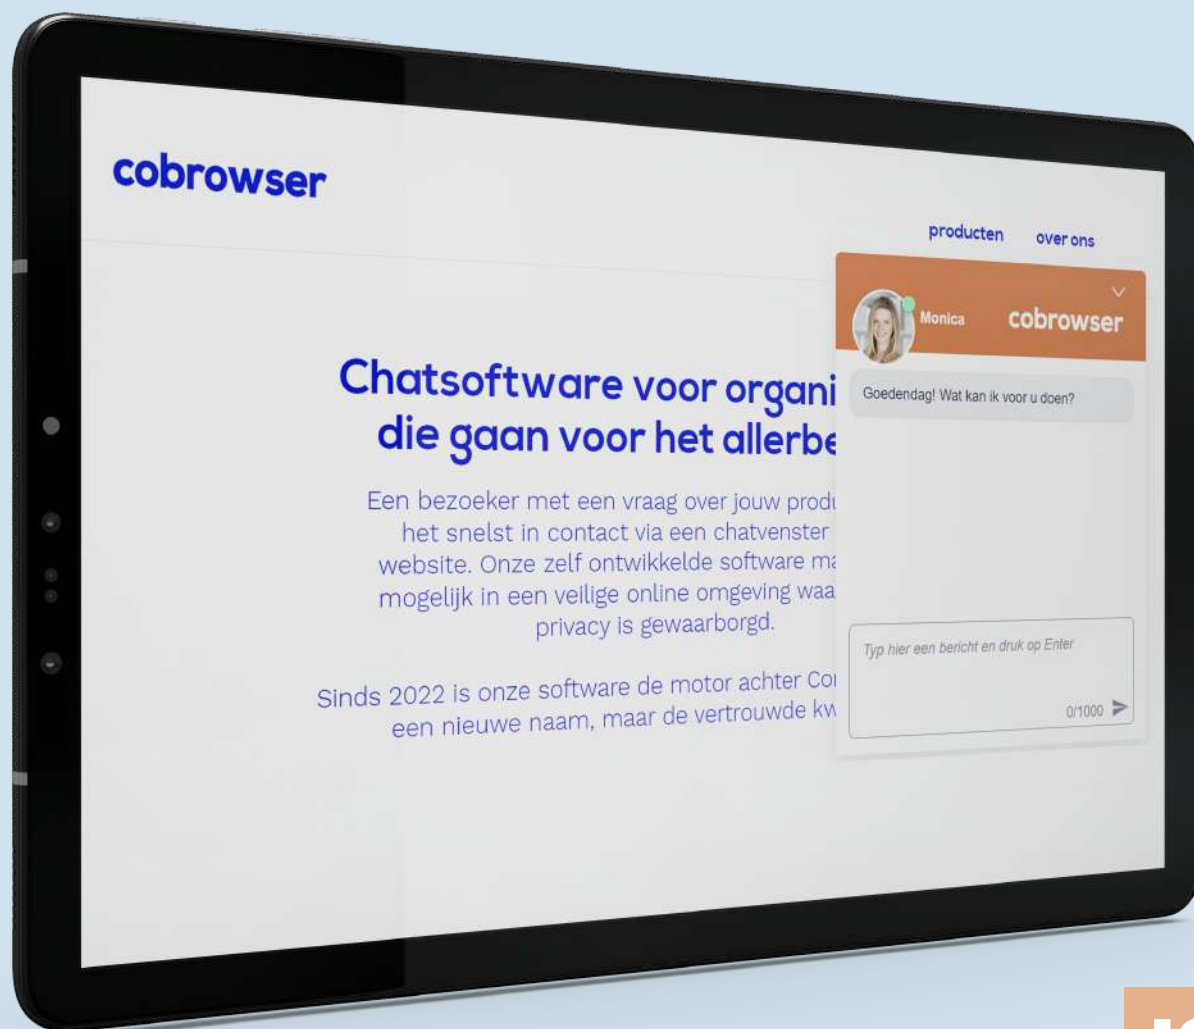 cobrowser
producten over ons
Chatsoftware voor organi
die gaan voor het allerbe
Een bezoeker met een vraag over jouw produ
het snelst in contact via een chatvenster
website. Onze zelf ontwikkelde software ma
mogelijk in een veilige online omgeving waa
privacy is gewaarborgd.
Sinds 2022 is onze software de motor achter Co
een nieuwe naam, maar de vertrouwde kw
Monica cobrowser
Goedendag! Wat kan ik voor u doen?
Typ hier een bericht en druk op Enter
0/1000